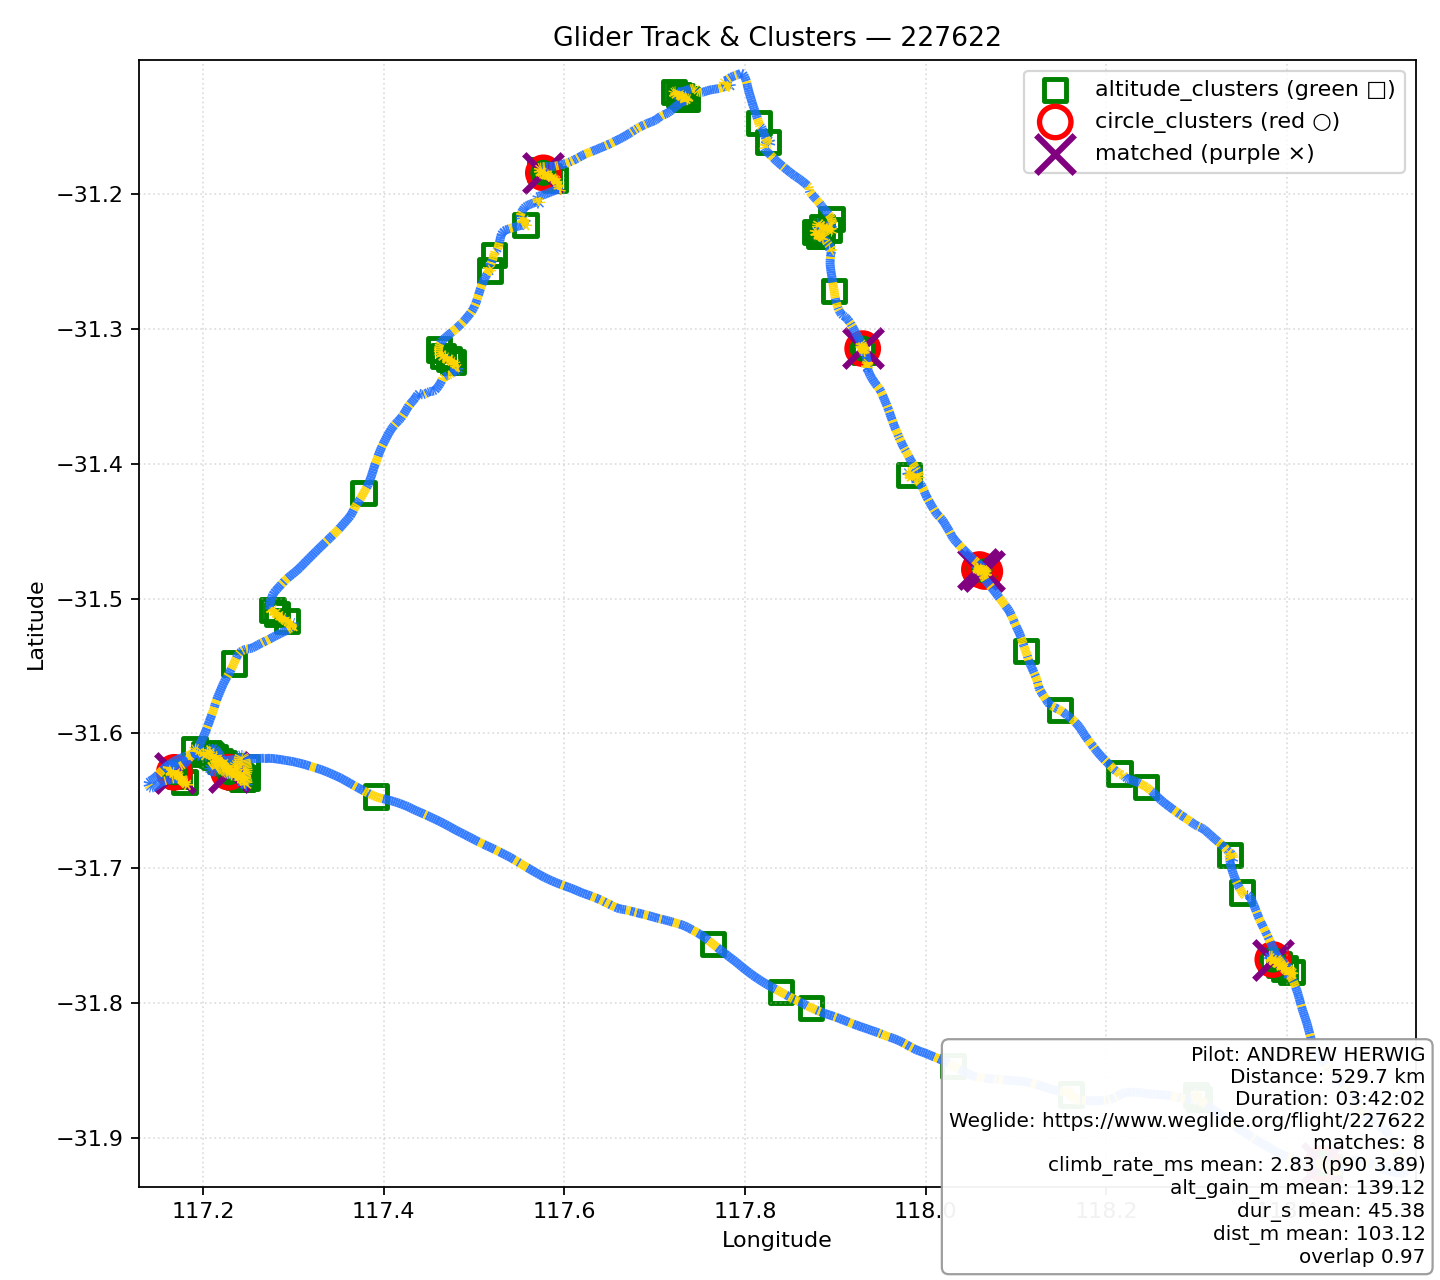 Glider Track & Clusters — 227622
altitude_clusters (green □)
circle_clusters (red ○)
matched (purple ×)
Latitude
−31.2
−31.3
−31.4
−31.5
−31.6
−31.7
−31.8
−31.9
117.2 117.4 117.6 117.8 118.0 118.2
Longitude
Pilot: ANDREW HERWIG
Distance: 529.7 km
Duration: 03:42:02
Weglide: https://www.weglide.org/flight/227622
matches: 8
climb_rate_ms mean: 2.83 (p90 3.89)
alt_gain_m mean: 139.12
dur_s mean: 45.38
dist_m mean: 103.12
overlap 0.97